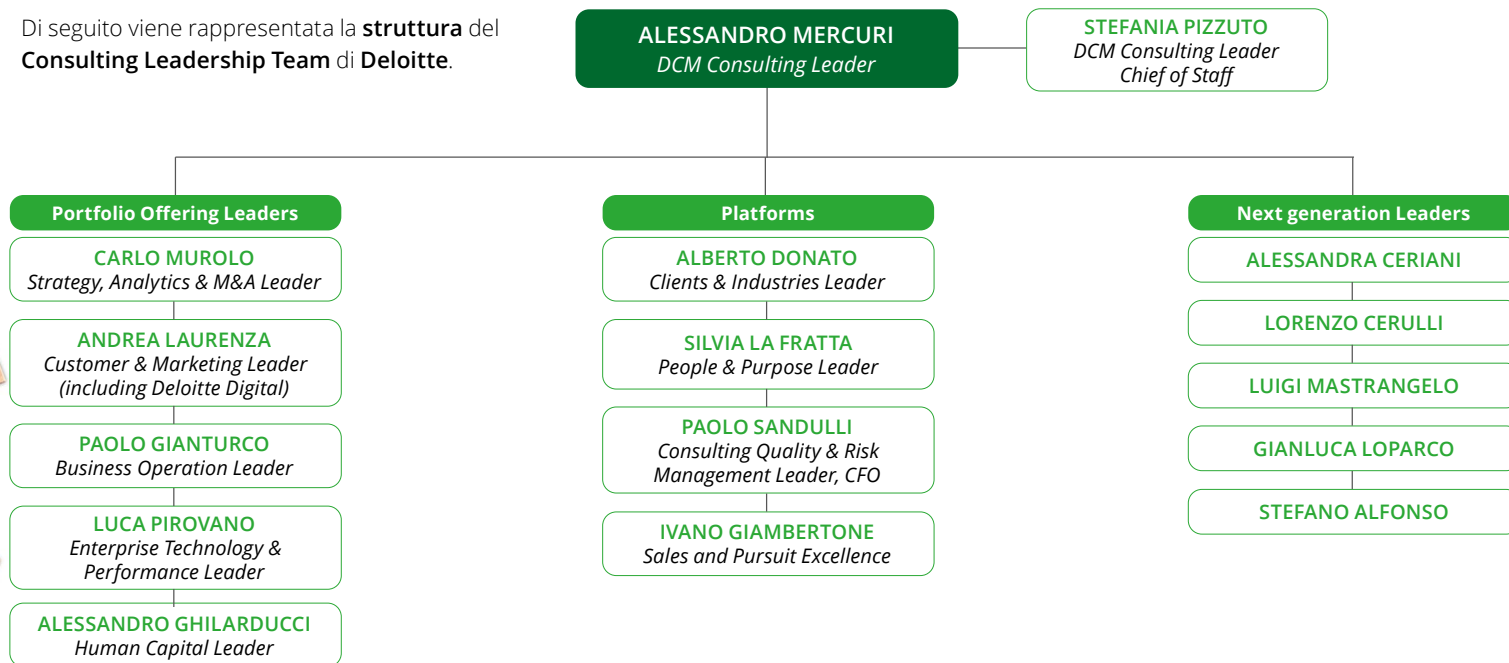 Di seguito viene rappresentata la struttura del
Consulting Leadership Team di Deloitte.
ALESSANDRO MERCURI
DCM Consulting Leader
STEFANIA PIZZUTO
DCM Consulting Leader
Chief of Staff
Portfolio Offering Leaders
CARLO MUROLO
Strategy, Analytics & M&A Leader
ANDREA LAURENZA
Customer & Marketing Leader
(including Deloitte Digital)
PAOLO GIANTURCO
Business Operation Leader
LUCA PIROVANO
Enterprise Technology &
Performance Leader
ALESSANDRO GHILARDUCCI
Human Capital Leader
Platforms
ALBERTO DONATO
Clients & Industries Leader
SILVIA LA FRATTA
People & Purpose Leader
PAOLO SANDULLI
Consulting Quality & Risk
Management Leader, CFO
IVANO GIAMBERTONE
Sales and Pursuit Excellence
Next generation Leaders
ALESSANDRA CERIANI
LORENZO CERULLI
LUIGI MASTRANGELO
GIANLUCA LOPARCO
STEFANO ALFONSO